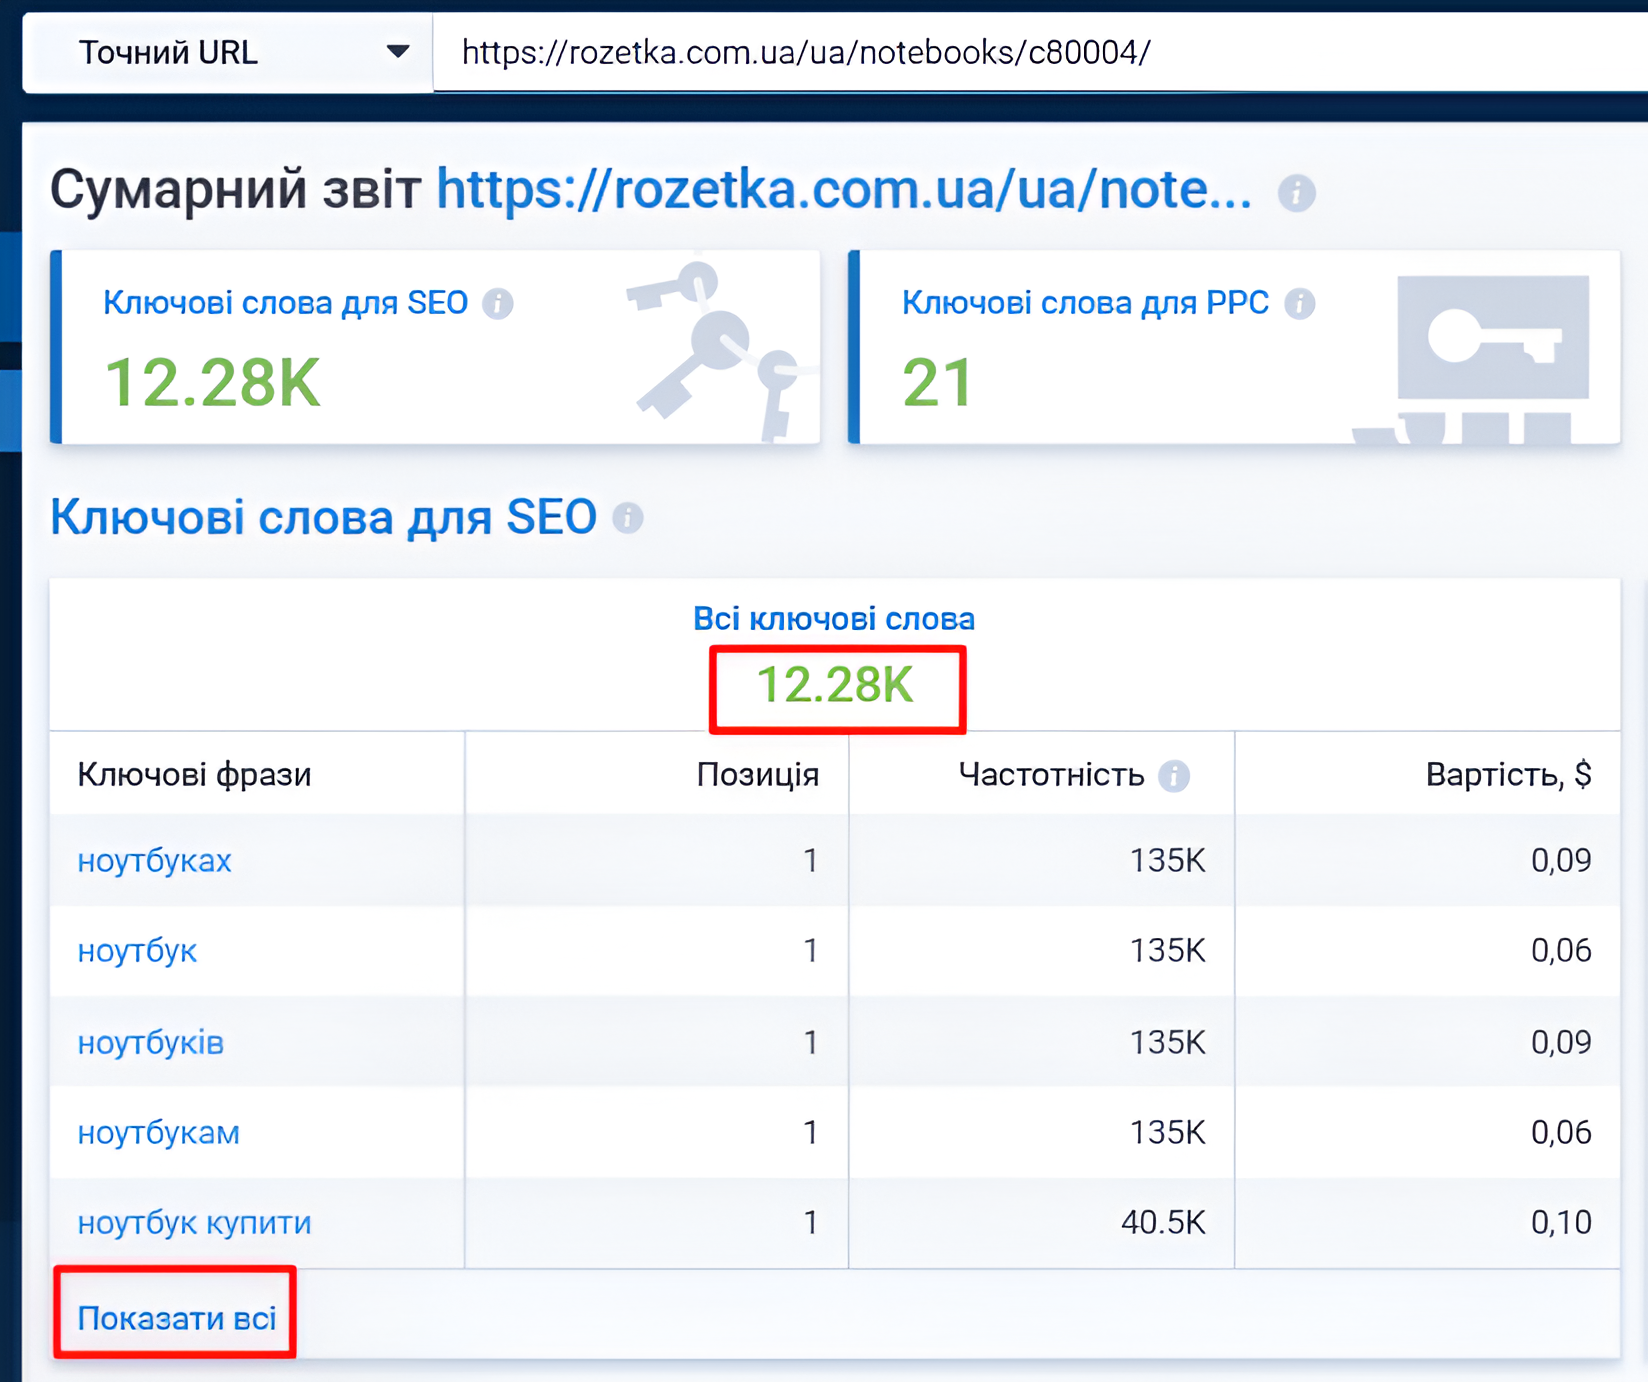 Точний URL https://rozetka.com.ua/ua/notebooks/c80004/
Сумарний звіт https://rozetka.com.ua/ua/note...
Ключові слова для SEO
12.28K
Ключові слова для PPC
21
Ключові слова для SEO
Всі ключові слова
12.28K
Ключові фрази Позиція Частотність Вартість, $
ноутбуках 1 135K 0,09
ноутбук 1 135K 0,06
ноутбуків 1 135K 0,09
ноутбукам 1 135K 0,06
ноутбук купити 1 40.5K 0,10
Показати всі